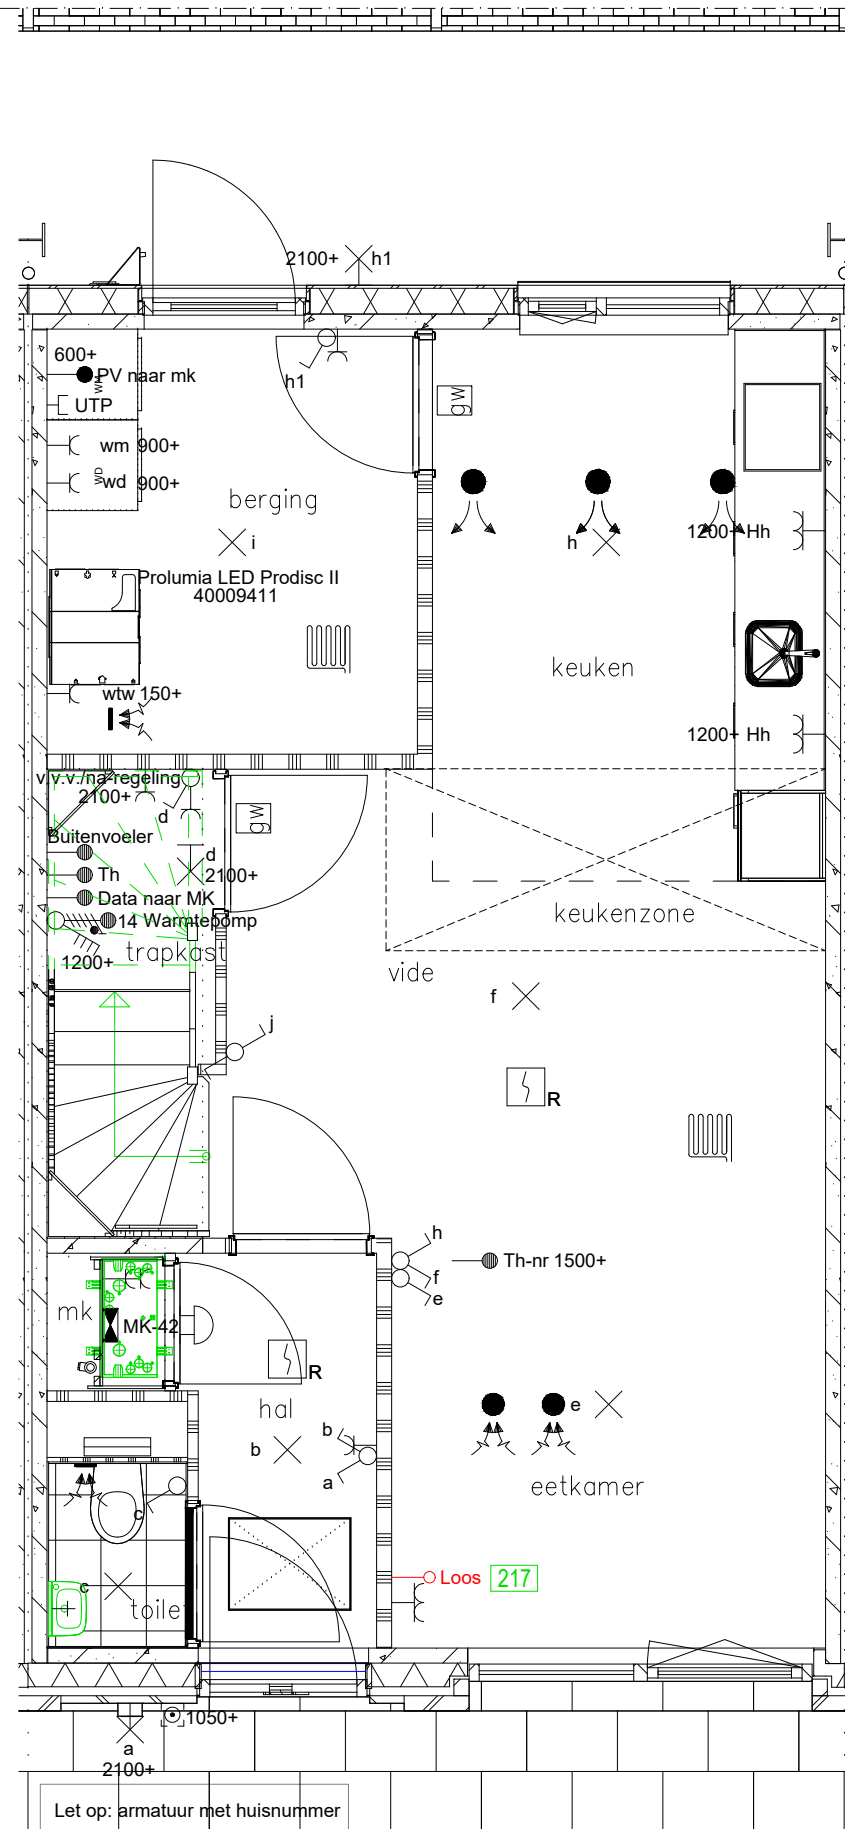 2100+ h1
600+
PV naar mk
h1
UTP
gw
wm 900+
WD
wd 900+
berging
i
h
1200+ Hh
Prolumia LED Prodisc II
40009411
keuken
wtw 150+
1200+ Hh
v.v.v./na-regeling
2100+
d
gw
Buitenvoeler
d
Th
2100+
Data naar MK
14 Warmtepomp
keukenzone
trapkast
1200+
vide
f
j
R
h
Th-nr 1500+
f
e
mk
MK-42
R
hal
e
b
b
a
eetkamer
c
Loos 217
c
toilet
1050+
a
2100+
Let op: armatuur met huisnummer